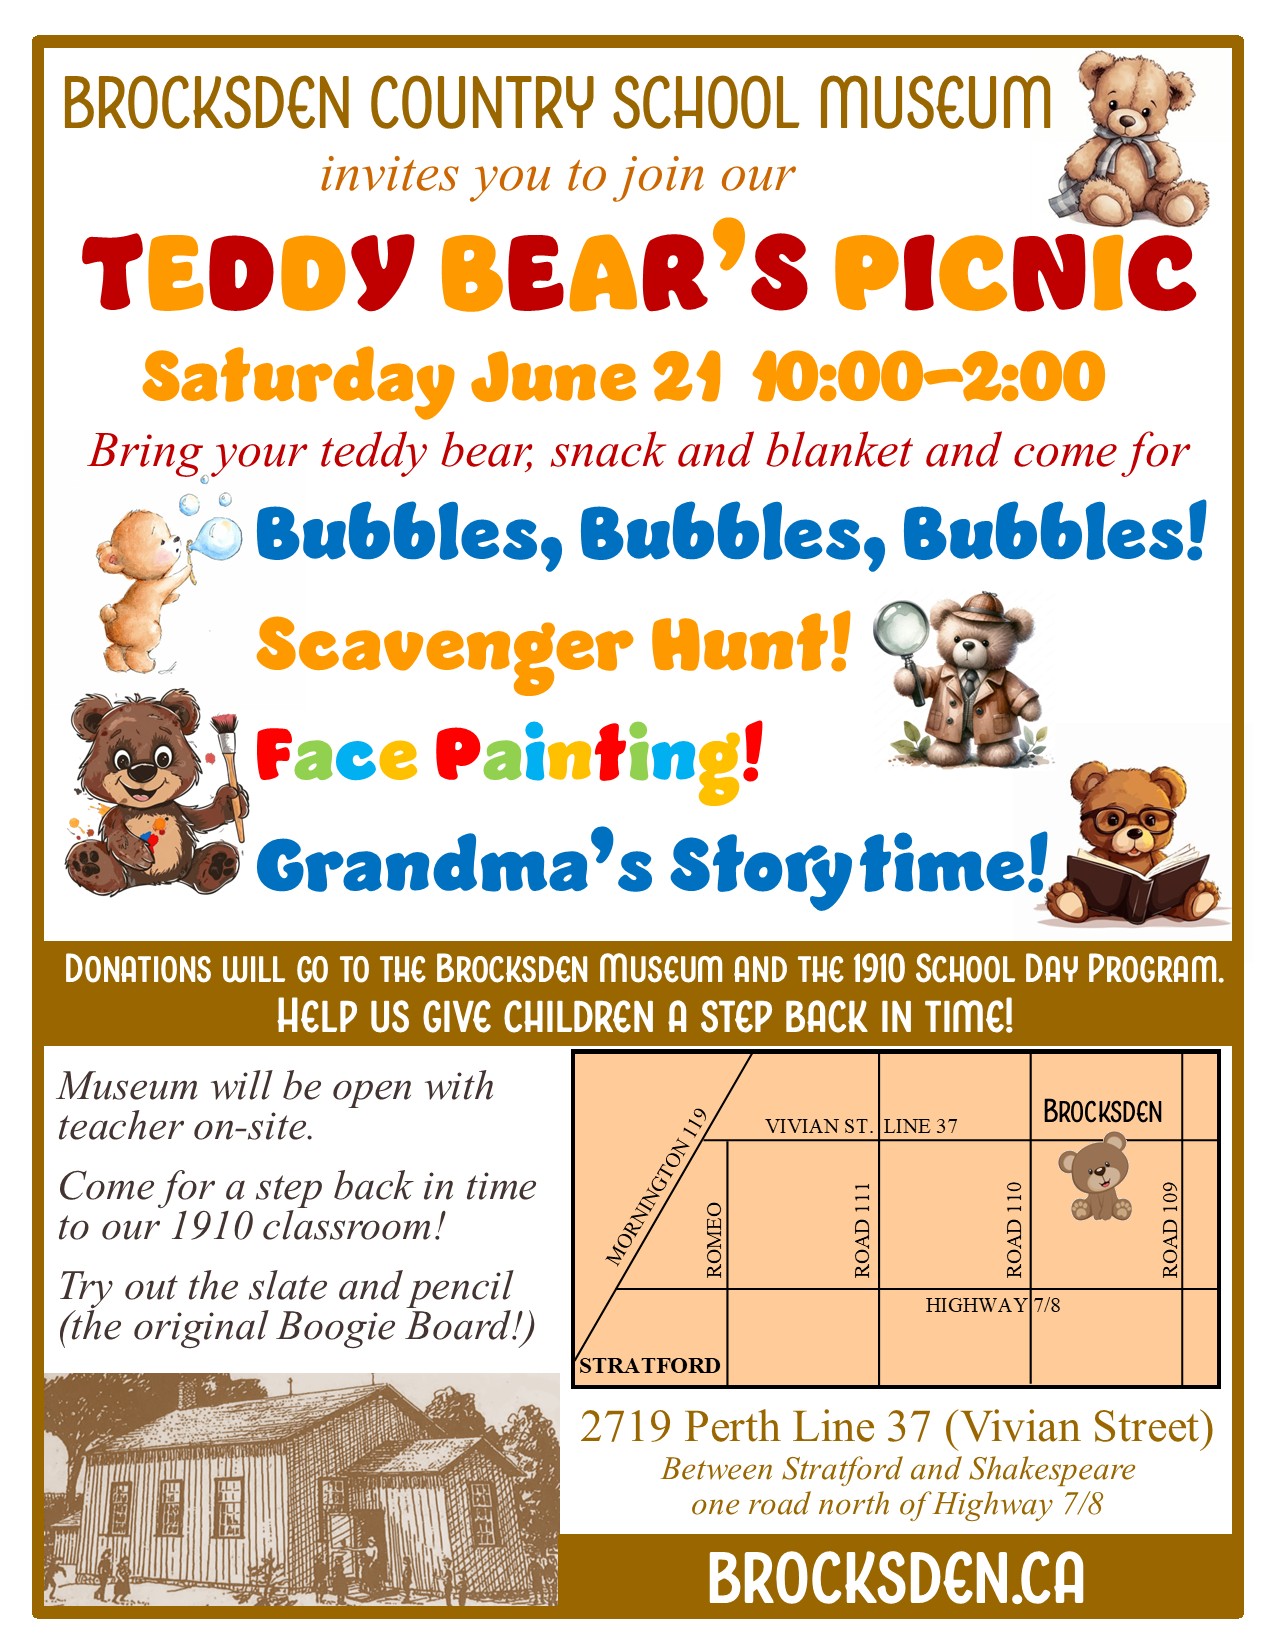 BROCKSDEN COUNTRY SCHOOL MUSEUM
invites you to join our
TEDDY BEAR'S PICNIC
Saturday June 21 10:00-2:00
Bring your teddy bear, snack and blanket and come for
Bubbles, Bubbles, Bubbles!
Scavenger Hunt!
Face Painting!
Grandma's Storytime!
DONATIONS WILL GO TO THE BROCKSDEN MUSEUM AND THE 1910 SCHOOL DAY PROGRAM.
HELP US GIVE CHILDREN A STEP BACK IN TIME!
Museum will be open with
teacher on-site.
Come for a step back in time
to our 1910 classroom!
Try out the slate and pencil
(the original Boogie Board!)
BROCKSDEN
VIVIAN ST. LINE 37
MORNINGTON 119
ROMEO
ROAD 111
ROAD 110
ROAD 109
HIGHWAY 7/8
STRATFORD
2719 Perth Line 37 (Vivian Street)
Between Stratford and Shakespeare
one road north of Highway 7/8
BROCKSDEN.CA